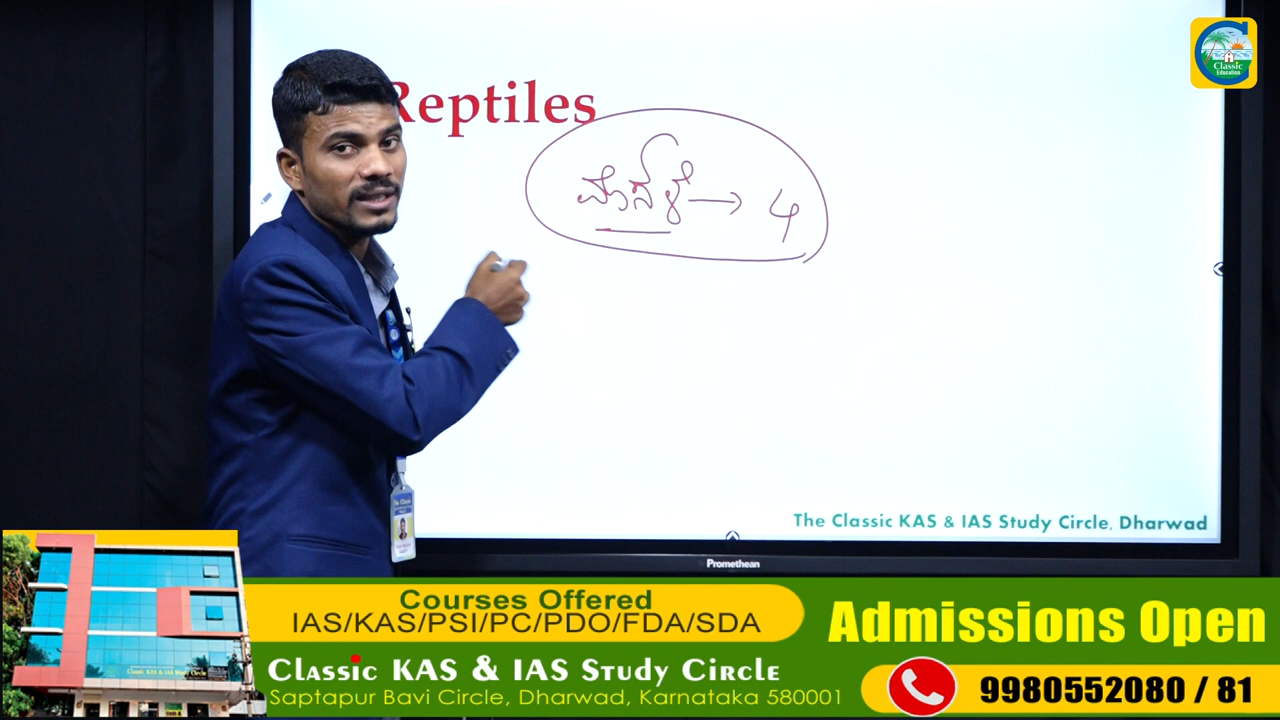 Classic
Education
Reptiles
ಮೊಸಳೆ → 4
The Classic KAS & IAS Study Circle, Dharwad
Promethean
Courses Offered
IAS/KAS/PSI/PC/PDO/FDA/SDA
Admissions Open
Classic KAS & IAS Study Circle
Saptapur Bavi Circle, Dharwad, Karnataka 580001
9980552080 / 81